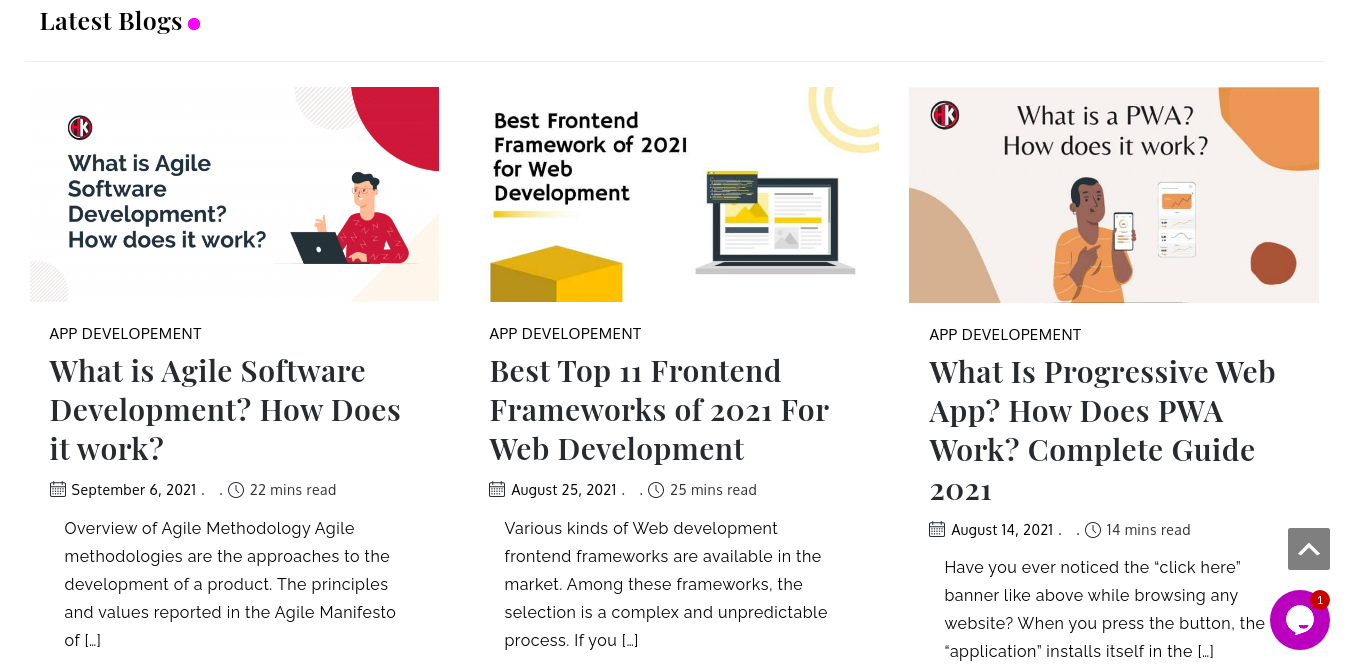 Latest Blogs
What is Agile
Software
Development?
How does it work?
APP DEVELOPEMENT
What is Agile Software
Development? How Does
it work?
September 6, 2021 . . 22 mins read
Overview of Agile Methodology Agile
methodologies are the approaches to the
development of a product. The principles
and values reported in the Agile Manifesto
of […]
Best Frontend
Framework of 2021
for Web
Development
APP DEVELOPEMENT
Best Top 11 Frontend
Frameworks of 2021 For
Web Development
August 25, 2021 . . 25 mins read
Various kinds of Web development
frontend frameworks are available in the
market. Among these frameworks, the
selection is a complex and unpredictable
process. If you […]
What is a PWA?
How does it work?
APP DEVELOPEMENT
What Is Progressive Web
App? How Does PWA
Work? Complete Guide
2021
August 14, 2021 . . 14 mins read
Have you ever noticed the “click here”
banner like above while browsing any
website? When you press the button, the
“application” installs itself in the […]
1